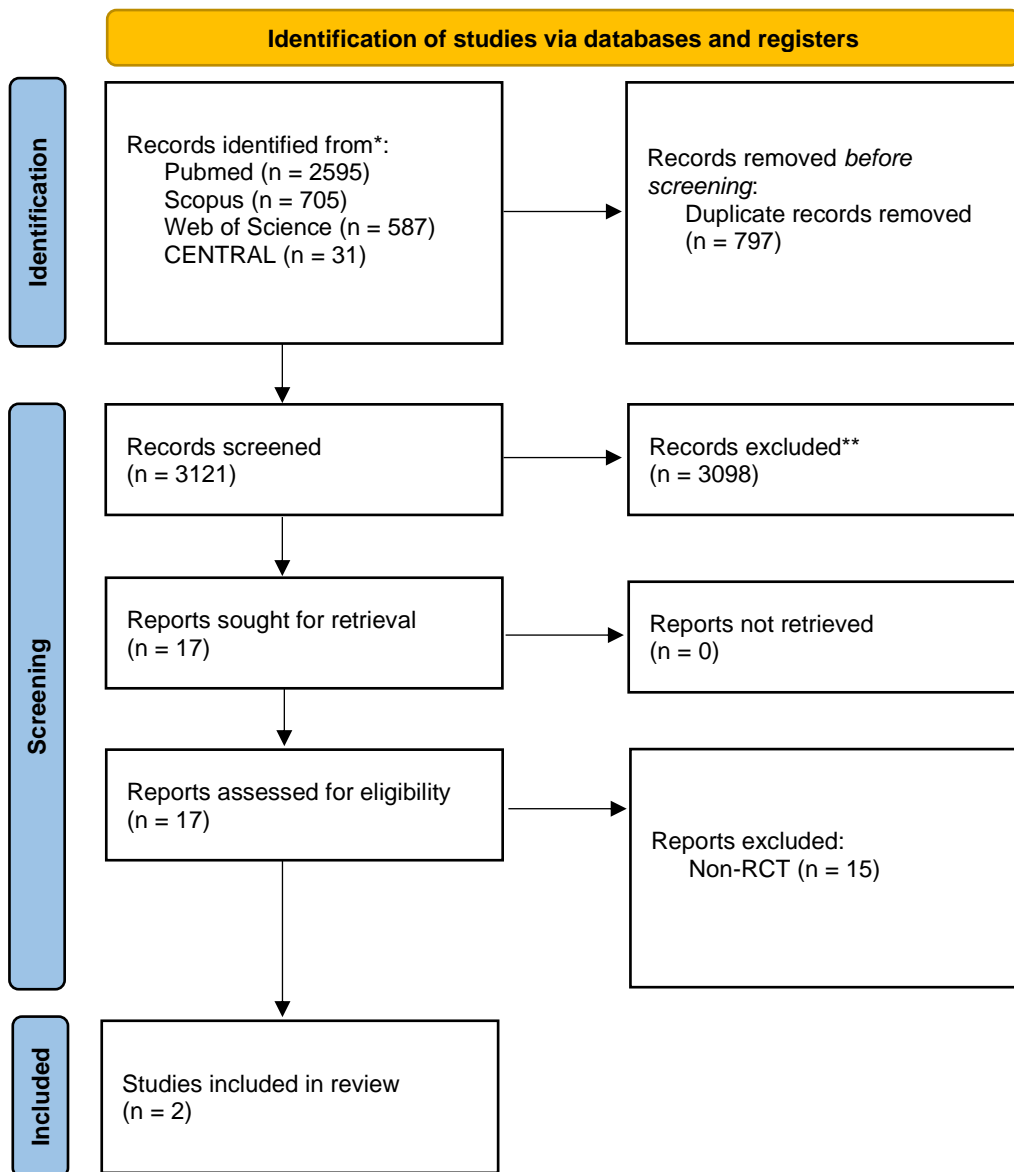 Identification of studies via databases and registers
Identification
Records identified from*:
Pubmed (n = 2595)
Scopus (n = 705)
Web of Science (n = 587)
CENTRAL (n = 31)
Records removed before
screening:
Duplicate records removed
(n = 797)
Screening
Records screened
(n = 3121)
Records excluded**
(n = 3098)
Reports sought for retrieval
(n = 17)
Reports not retrieved
(n = 0)
Reports assessed for eligibility
(n = 17)
Reports excluded:
Non-RCT (n = 15)
Included
Studies included in review
(n = 2)